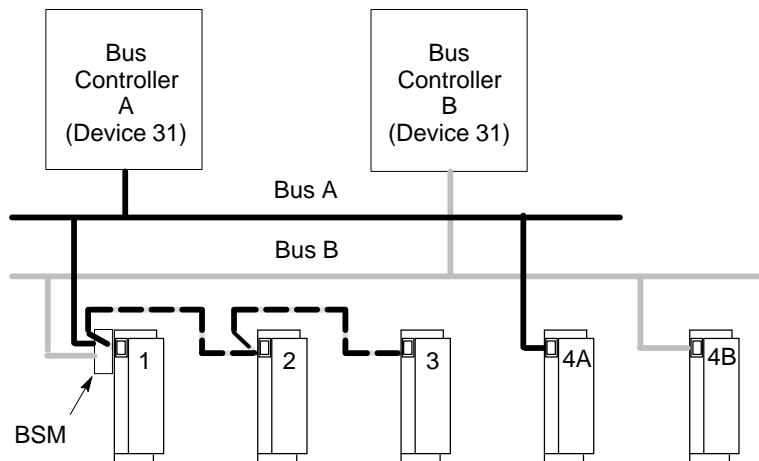 Bus
Controller
A
(Device 31)
Bus
Controller
B
(Device 31)
Bus A
Bus B
1
2
3
4A
4B
BSM